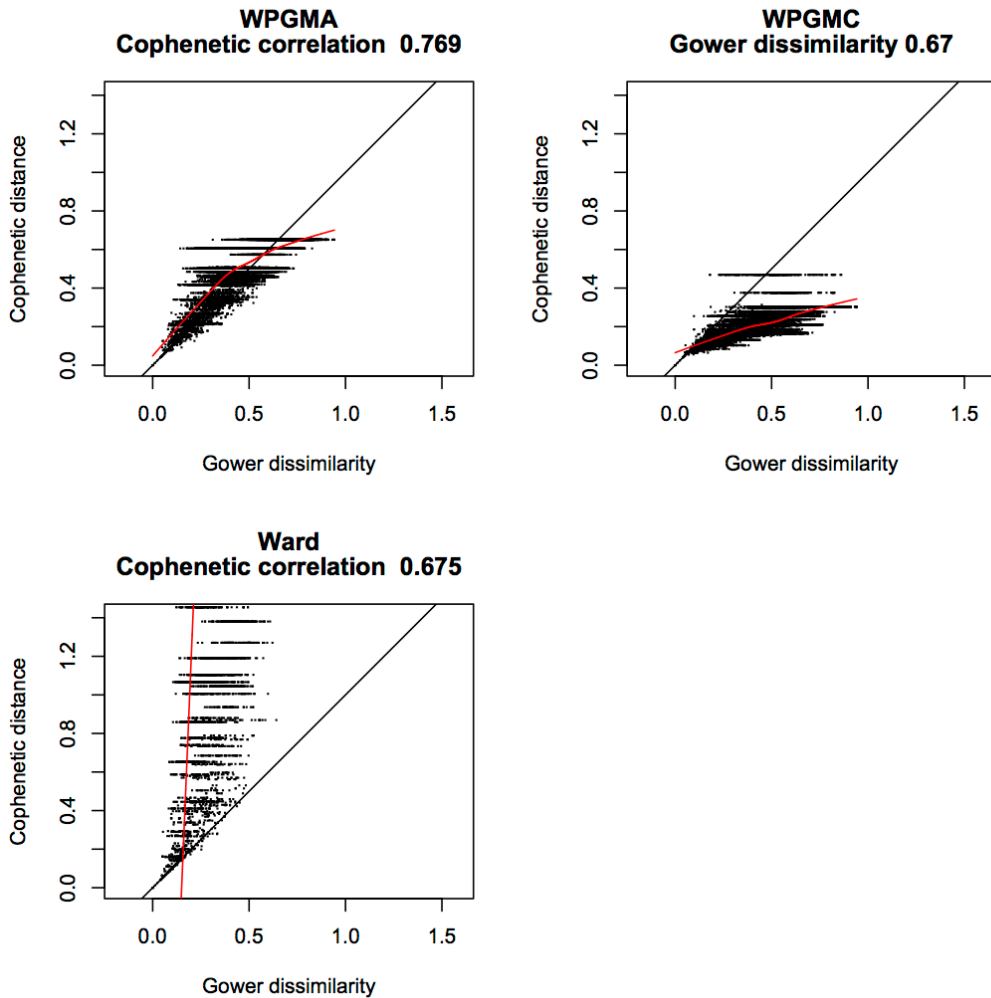 WPGMA
Cophenetic correlation 0.769
Cophenetic distance
0.0 0.4 0.8 1.2
0.0 0.5 1.0 1.5
Gower dissimilarity
WPGMC
Gower dissimilarity 0.67
Cophenetic distance
0.0 0.4 0.8 1.2
0.0 0.5 1.0 1.5
Gower dissimilarity
Ward
Cophenetic correlation 0.675
Cophenetic distance
0.0 0.4 0.8 1.2
0.0 0.5 1.0 1.5
Gower dissimilarity